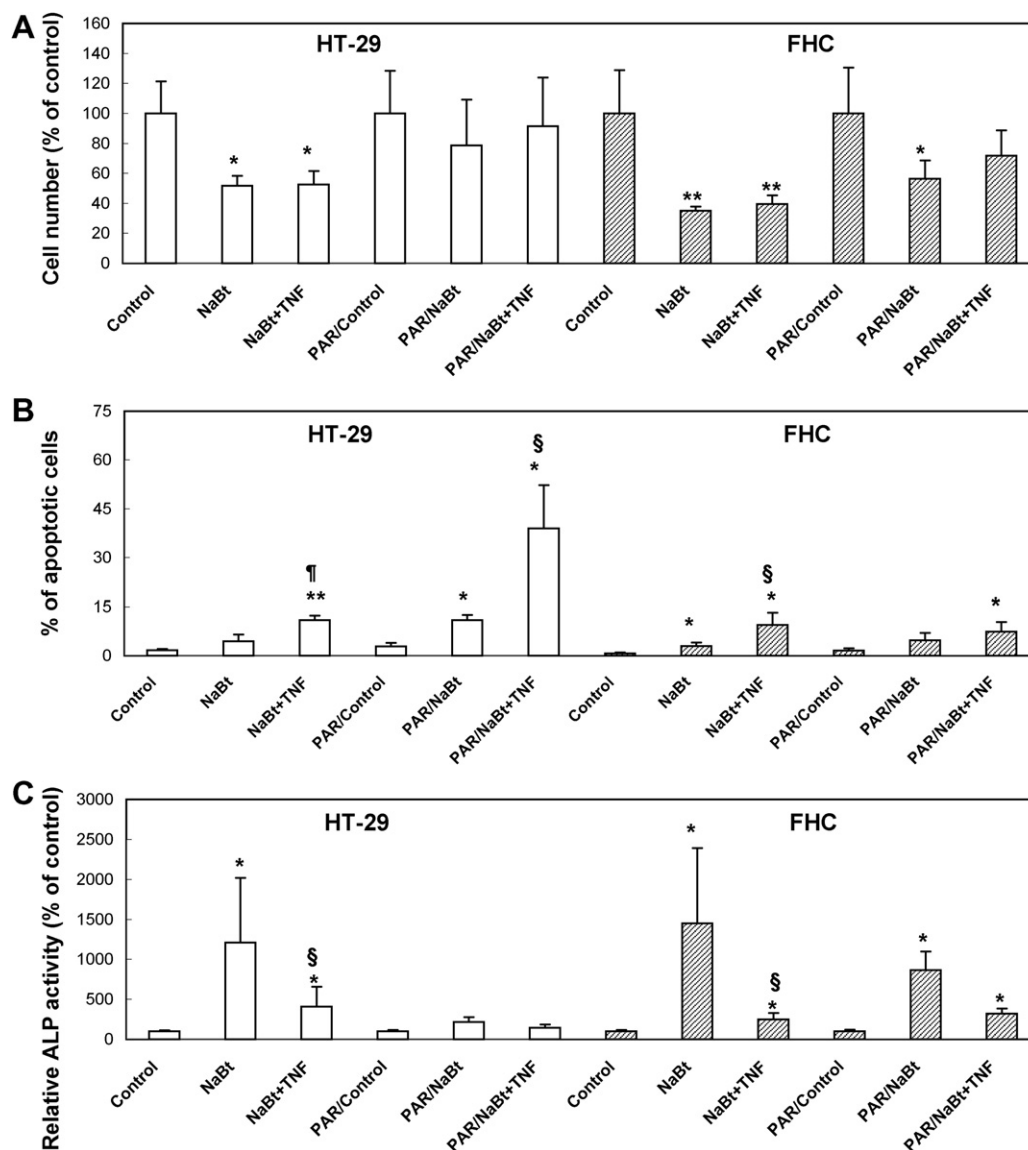 A
Cell number (% of control)
160
140
120
100
80
60
40
20
0
HT-29
FHC
*
*
**
**
*
Control
NaBt
NaBt+TNF
PAR/Control
PAR/NaBt
PAR/NaBt+TNF
Control
NaBt
NaBt+TNF
PAR/Control
PAR/NaBt
PAR/NaBt+TNF
B
% of apoptotic cells
75
60
45
30
15
0
HT-29
FHC
¶
**
*
§
*
*
§
*
*
Control
NaBt
NaBt+TNF
PAR/Control
PAR/NaBt
PAR/NaBt+TNF
Control
NaBt
NaBt+TNF
PAR/Control
PAR/NaBt
PAR/NaBt+TNF
C
Relative ALP activity (% of control)
3000
2500
2000
1500
1000
500
0
HT-29
FHC
*
§
*
*
§
*
*
*
Control
NaBt
NaBt+TNF
PAR/Control
PAR/NaBt
PAR/NaBt+TNF
Control
NaBt
NaBt+TNF
PAR/Control
PAR/NaBt
PAR/NaBt+TNF